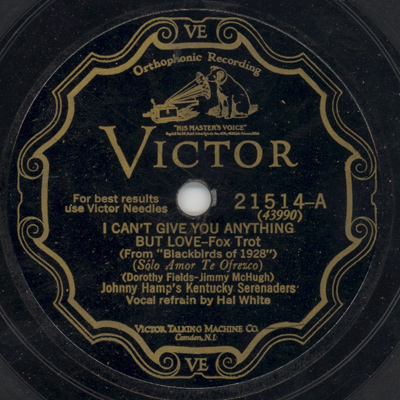 VE
Orthophonic Recording
"HIS MASTER'S VOICE"
VICTOR
For best results
use Victor Needles
21514-A
(43990)
I CAN'T GIVE YOU ANYTHING
BUT LOVE-Fox Trot
(From "Blackbirds of 1928")
(Sólo Amor Te Ofrezco)
(Dorothy Fields-Jimmy McHugh)
Johnny Hamp's Kentucky Serenaders
Vocal refrain by Hal White
VICTOR TALKING MACHINE CO.
Camden, N.J.
VE